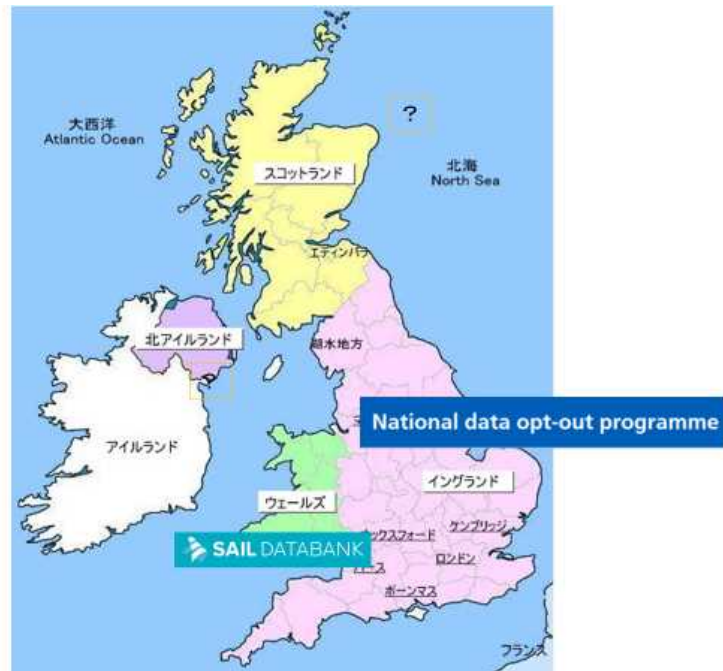 ?
大西洋
Atlantic Ocean
北海
North Sea
スコットランド
エディンバラ
北アイルランド
湖水地方
アイルランド
National data opt-out programme
イングランド
ウェールズ
ケンブリッジ
ックスフォード
SAIL DATABANK
ロンドン
ボーンマス
フランス